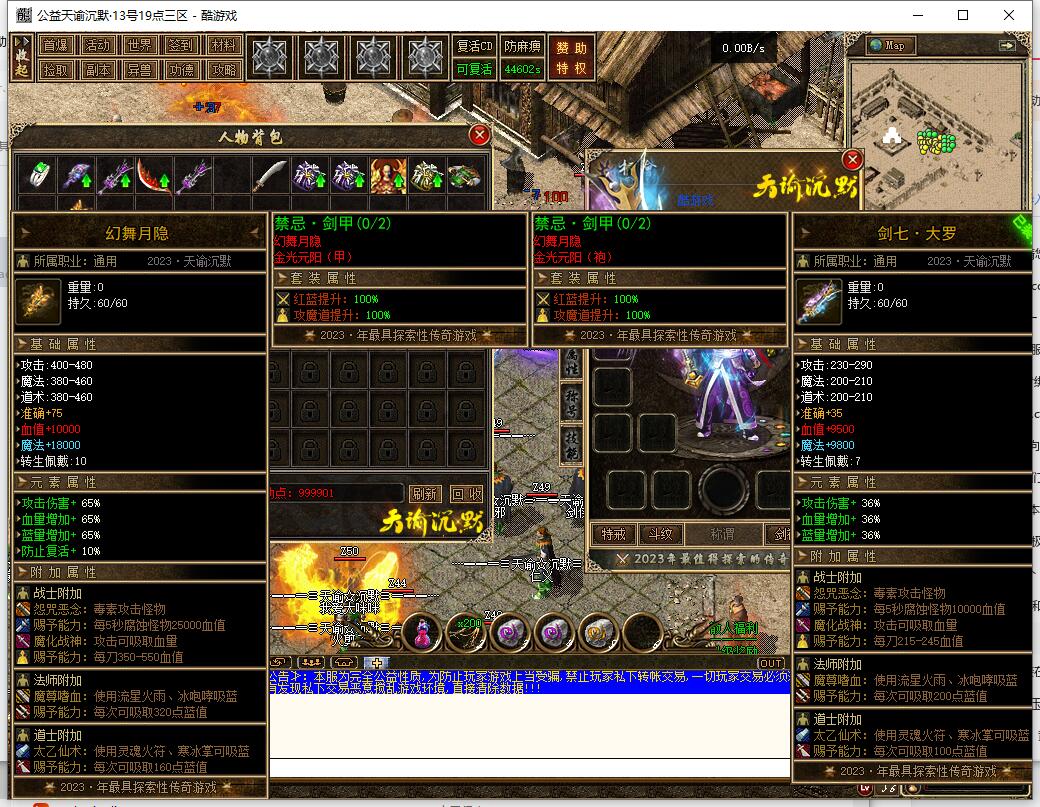 公益天谕沉默·13号19点三区 - 酷游戏
收起
首爆 活动 世界 签到 材料
捡取 副本 异兽 功德 攻略
复活CD 防麻痹
可复活 44602s
赞助
特权
0.00B/s
Map
人物背包
天谕沉默
酷游戏
幻舞月隐
所属职业: 通用 2023·天谕沉默
重量:0
持久:60/60
基础属性
攻击:400-480
魔法:380-460
道术:380-460
准确+75
血值+10000
魔法+18000
转生佩戴:10
元素属性
攻击伤害+ 65%
血量增加+ 65%
蓝量增加+ 65%
防止复活+ 10%
附加属性
战士附加
怨咒恶念: 毒素攻击怪物
赐予能力: 每5秒腐蚀怪物25000血值
魔化战神: 攻击可吸取血量
赐予能力: 每刀350-550血值
法师附加
魔尊嗜血: 使用流星火雨、冰咆哮吸蓝
赐予能力: 每次可吸取320点蓝值
道士附加
太乙仙术: 使用灵魂火符、寒冰掌可吸蓝
赐予能力: 每次可吸取160点蓝值
2023·年最具探索性传奇游戏
禁忌·剑甲(0/2)
幻舞月隐
金光元阳（甲）
套装属性
红蓝提升: 100%
攻魔道提升: 100%
2023·年最具探索性传奇游戏
禁忌·剑甲(0/2)
幻舞月隐
金光元阳（袍）
套装属性
红蓝提升: 100%
攻魔道提升: 100%
2023·年最具探索性传奇游戏
剑七·大罗
所属职业: 通用 2023·天谕沉默
重量:0
持久:60/60
基础属性
攻击:230-290
魔法:200-210
道术:200-210
准确+35
血值+9500
魔法+9800
转生佩戴:7
元素属性
攻击伤害+ 36%
血量增加+ 36%
蓝量增加+ 36%
附加属性
战士附加
怨咒恶念: 毒素攻击怪物
赐予能力: 每5秒腐蚀怪物10000血值
魔化战神: 攻击可吸取血量
赐予能力: 每刀215-245血值
法师附加
魔尊嗜血: 使用流星火雨、冰咆哮吸蓝
赐予能力: 每次可吸取200点蓝值
道士附加
太乙仙术: 使用灵魂火符、寒冰掌可吸蓝
赐予能力: 每次可吸取100点蓝值
2023·年最具探索性传奇游戏
点: 999901 刷新 回收
天谕沉默
特戒 斗纹 称谓
2023年最值得探索的传奇
Z49
Z50
Z44
x200
新人福利
OUT
公告》: 本服为完全公益性质,为防止玩家游戏上当受骗,禁止玩家私下转帐交易,一切玩家交易必须
有发现私下交易恶意扰乱游戏环境,直接清除数据!!!